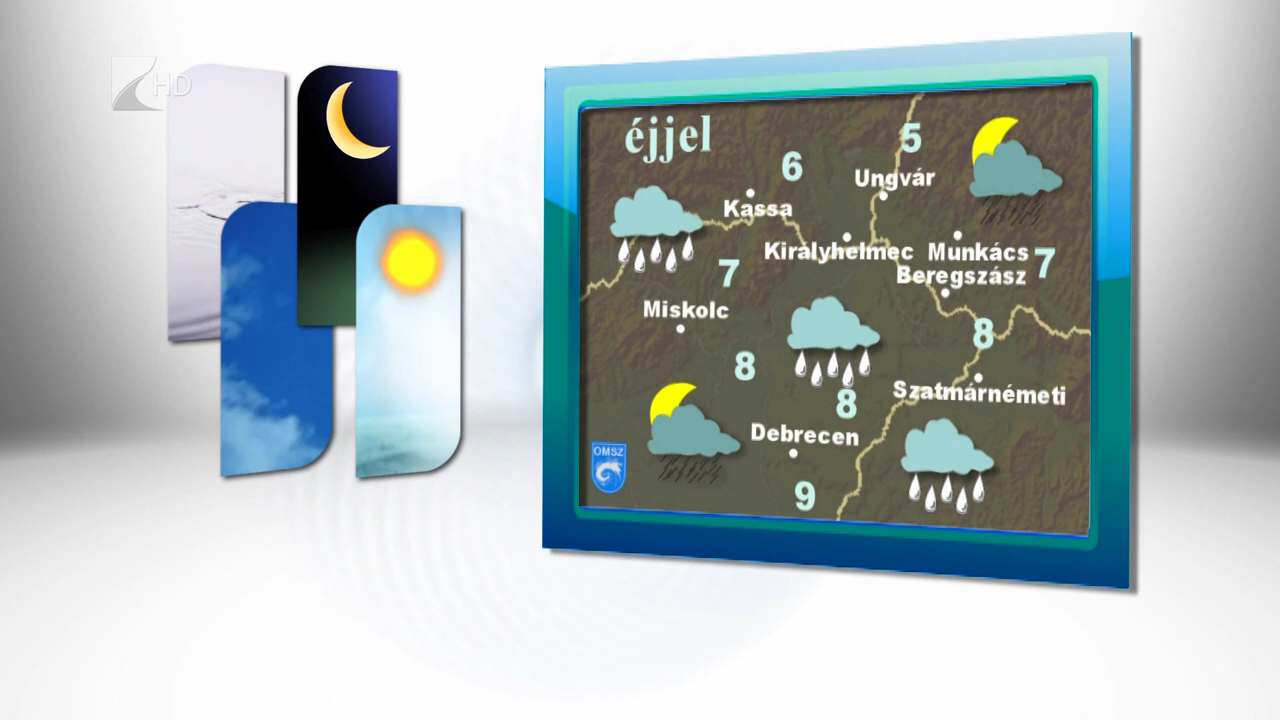 HD
éjjel
5
6
Ungvár
Kassa
Királyhelmec
Munkács
7
7
Beregszász
Miskolc
8
8
Szatmárnémeti
8
Debrecen
OMSZ
9